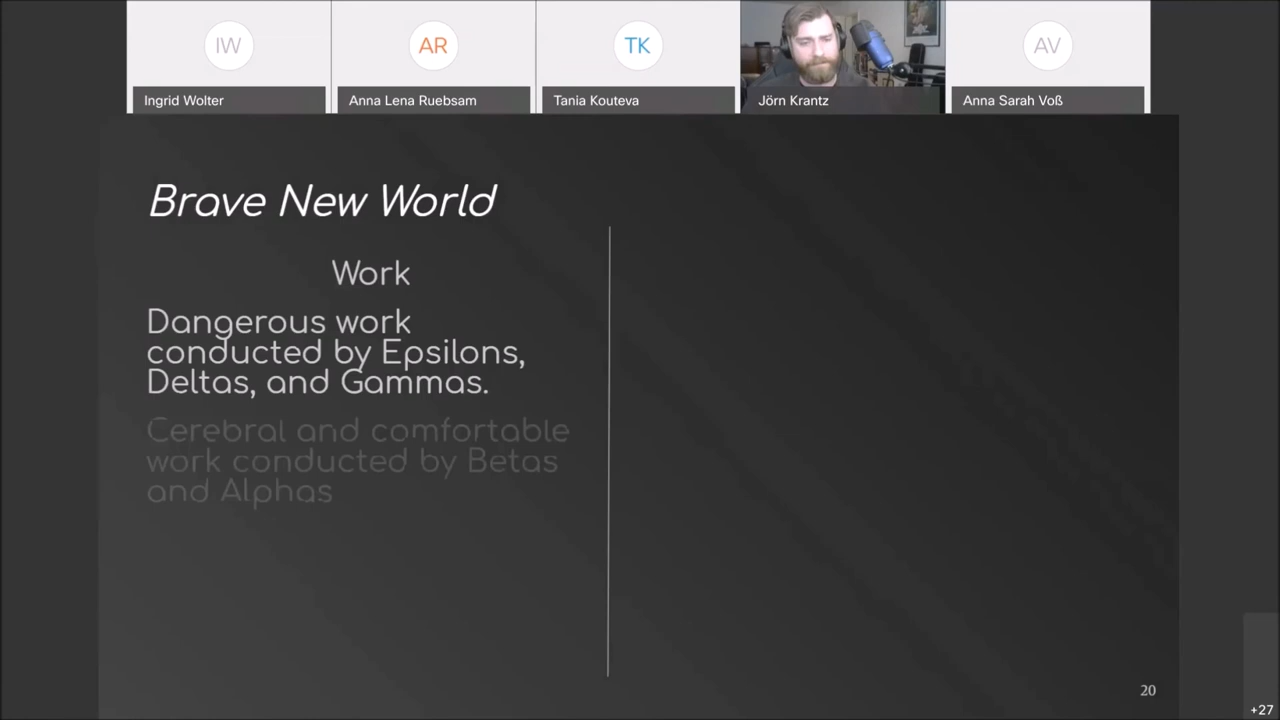 IW
AR
TK
AV
Ingrid Wolter
Anna Lena Ruebsam
Tania Kouteva
Jörn Krantz
Anna Sarah Voß
Brave New World
Work
Dangerous work
conducted by Epsilons,
Deltas, and Gammas.
Cerebral and comfortable
work conducted by Betas
and Alphas
20
+27